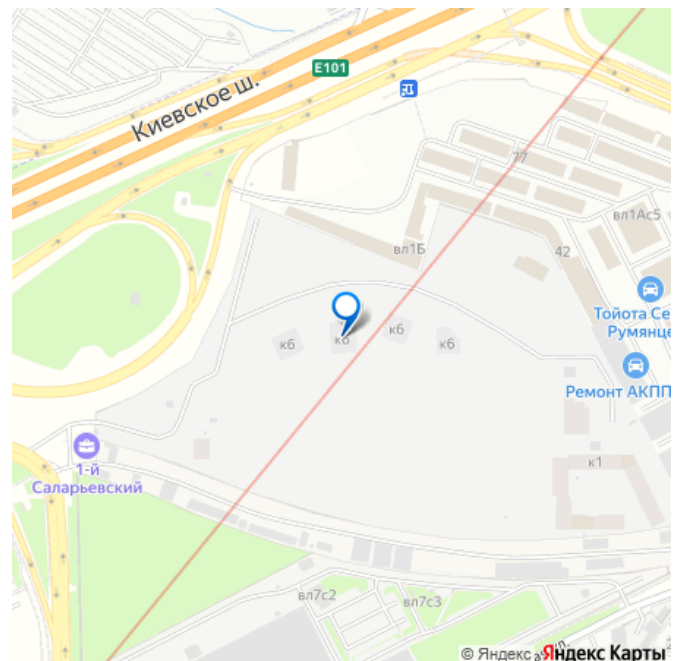 E101
Киевское ш.
77
вл1Ас5
вл1Б
42
Тойота Се
Румянце
к6
к6
к6
к6
Ремонт АКПП
1-й
Саларьевский
к1
вл7с2
вл7с3
© Яндекс Яндекс Карты